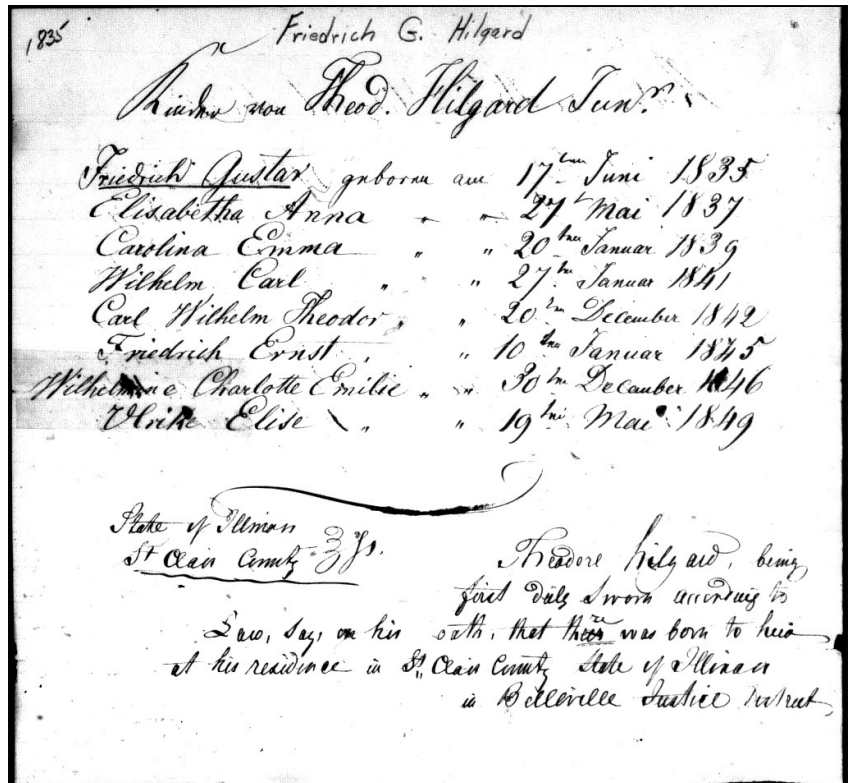 1835
Friedrich G. Hilgard
Kinder von Theod. Hilgard Junr.
Friedrich Gustav geboren am 17ten Juni 1835
Elisabetha Anna " " 27t Mai 1837
Carolina Emma " " 20ten Januar 1839
Wilhelm Carl " " 27ten Januar 1841
Carl Wilhelm Theodor " " 20ten December 1842
Friedrich Ernst " " 10ten Januar 1845
Wilhelmine Charlotte Emilie " " 30ten December 1846
Ulrike Elise " " 19ten Mai 1849
State of Illinois
St Clair County } ss.
Theodore Hilgard, being
first duly sworn according to
Law, says on his oath, that there was born to him
at his residence in St. Clair County State of Illinois
in Belleville Justice District